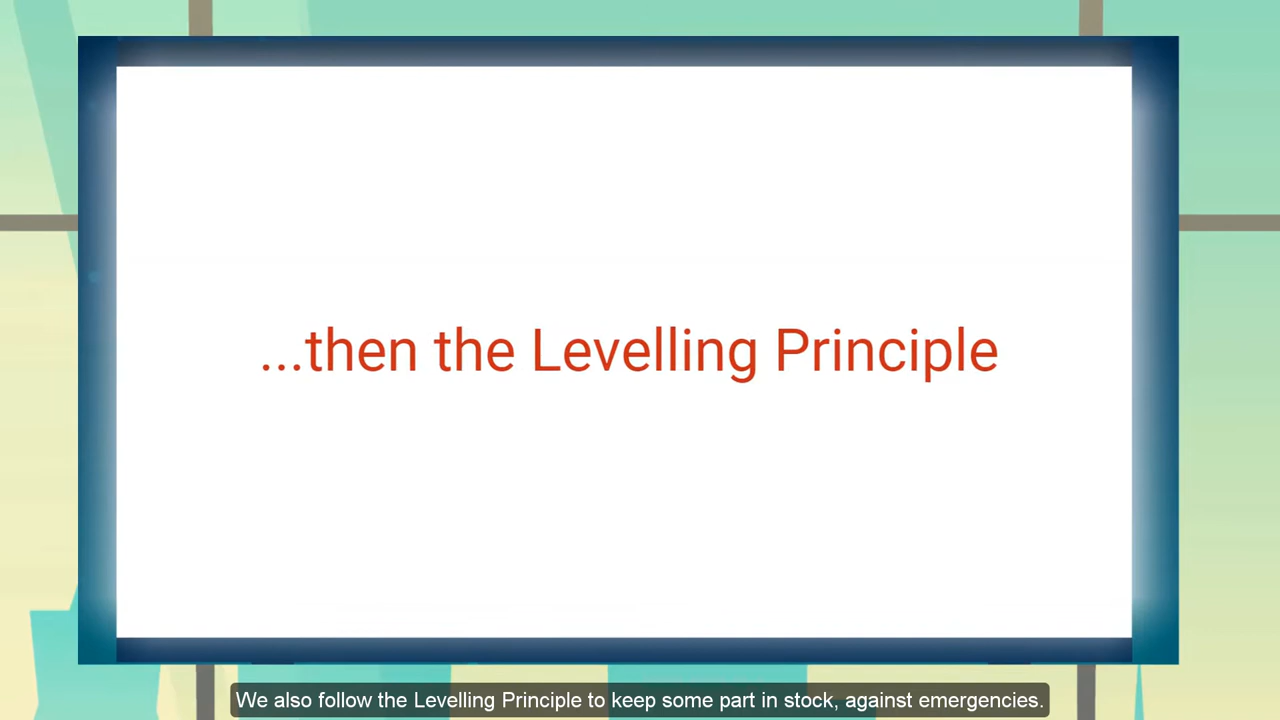 ...then the Levelling Principle
We also follow the Levelling Principle to keep some part in stock, against emergencies.